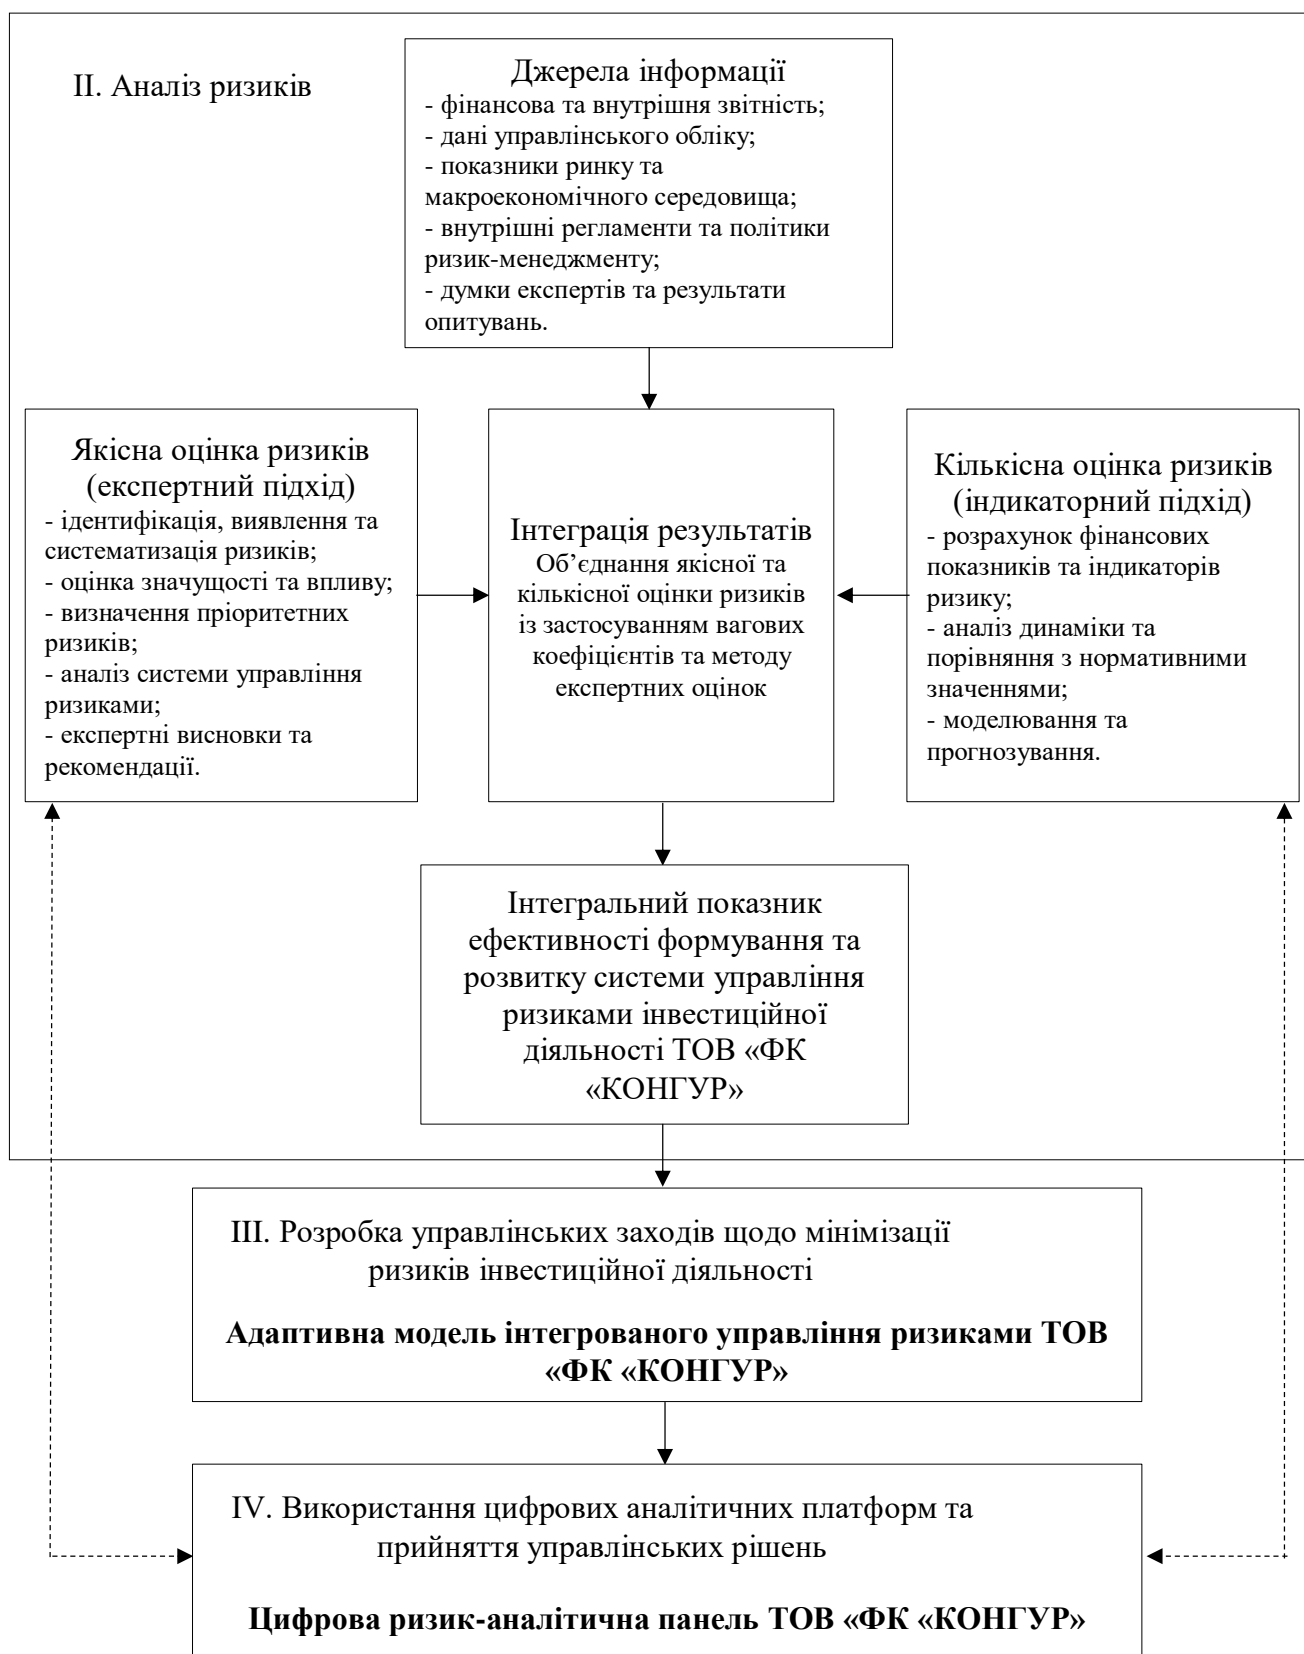 ІІ. Аналіз ризиків
Джерела інформації
- фінансова та внутрішня звітність;
- дані управлінського обліку;
- показники ринку та
макроекономічного середовища;
- внутрішні регламенти та політики
ризик-менеджменту;
- думки експертів та результати
опитувань.
Якісна оцінка ризиків
(експертний підхід)
- ідентифікація, виявлення та
систематизація ризиків;
- оцінка значущості та впливу;
- визначення пріоритетних
ризиків;
- аналіз системи управління
ризиками;
- експертні висновки та
рекомендації.
Інтеграція результатів
Об’єднання якісної та
кількісної оцінки ризиків
із застосуванням вагових
коефіцієнтів та методу
експертних оцінок
Кількісна оцінка ризиків
(індикаторний підхід)
- розрахунок фінансових
показників та індикаторів
ризику;
- аналіз динаміки та
порівняння з нормативними
значеннями;
- моделювання та
прогнозування.
Інтегральний показник
ефективності формування та
розвитку системи управління
ризиками інвестиційної
діяльності ТОВ «ФК
«КОНГУР»
ІІІ. Розробка управлінських заходів щодо мінімізації
ризиків інвестиційної діяльності
Адаптивна модель інтегрованого управління ризиками ТОВ
«ФК «КОНГУР»
IV. Використання цифрових аналітичних платформ та
прийняття управлінських рішень
Цифрова ризик-аналітична панель ТОВ «ФК «КОНГУР»